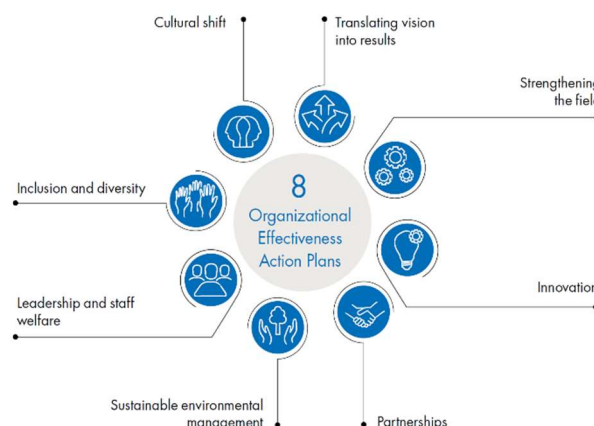 Cultural shift
Translating vision
into results
Strengthening
the field
Inclusion and diversity
8
Organizational
Effectiveness
Action Plans
Innovation
Leadership and staff
welfare
Sustainable environmental
management
Partnerships